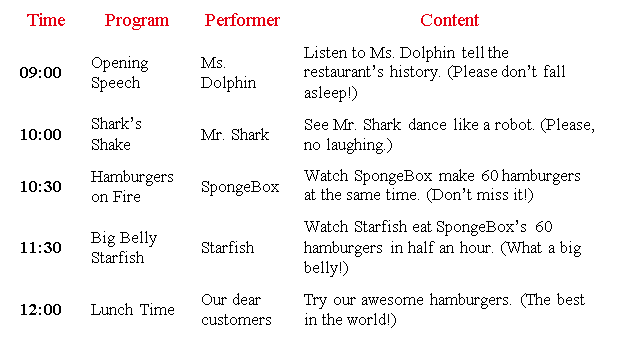 Time Program Performer Content
09:00 Opening Speech Ms. Dolphin Listen to Ms. Dolphin tell the
restaurant's history. (Please don't fall
asleep!)
10:00 Shark's Shake Mr. Shark See Mr. Shark dance like a robot. (Please,
no laughing.)
10:30 Hamburgers on Fire SpongeBox Watch SpongeBox make 60 hamburgers
at the same time. (Don't miss it!)
11:30 Big Belly Starfish Starfish Watch Starfish eat SpongeBox's 60
hamburgers in half an hour. (What a big
belly!)
12:00 Lunch Time Our dear customers Try our awesome hamburgers. (The best
in the world!)